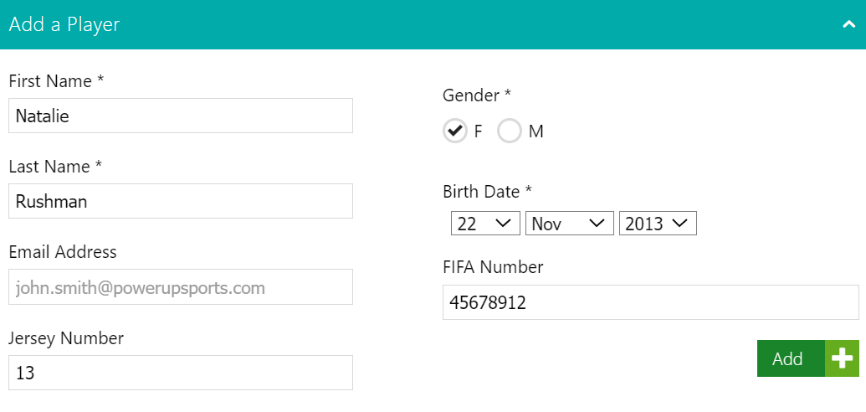 Add a Player
First Name *
Natalie
Last Name *
Rushman
Email Address
john.smith@powerupsports.com
Jersey Number
13
Gender *
F M
Birth Date *
22 Nov 2013
FIFA Number
45678912
Add